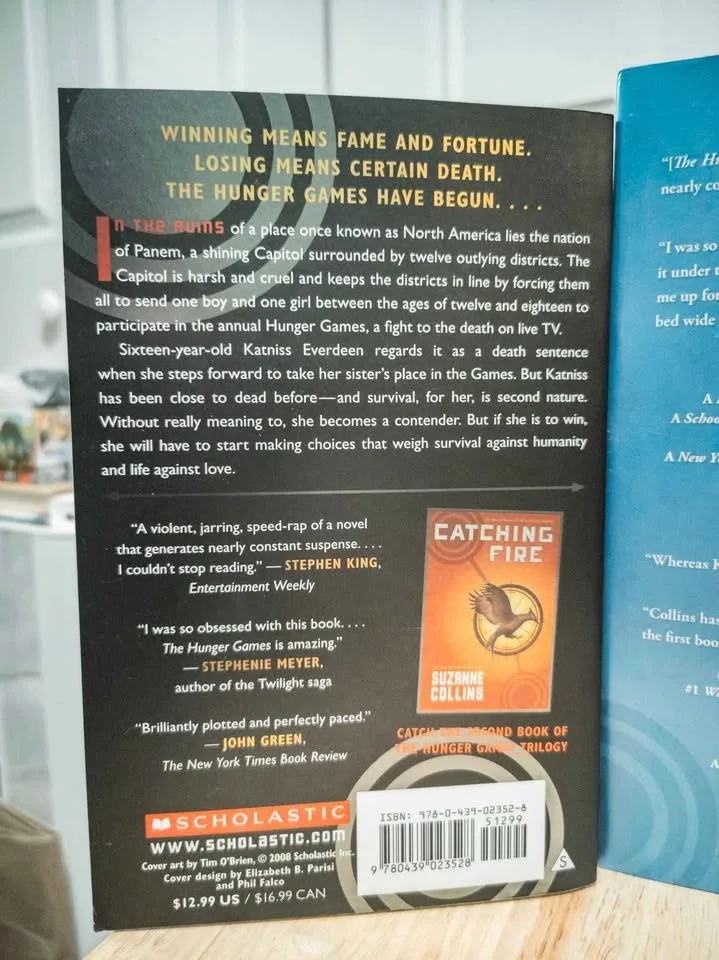 WINNING MEANS FAME AND FORTUNE.
LOSING MEANS CERTAIN DEATH.
THE HUNGER GAMES HAVE BEGUN. . . .
IN THE RUINS of a place once known as North America lies the nation
of Panem, a shining Capitol surrounded by twelve outlying districts. The
Capitol is harsh and cruel and keeps the districts in line by forcing them
all to send one boy and one girl between the ages of twelve and eighteen to
participate in the annual Hunger Games, a fight to the death on live TV.
Sixteen-year-old Katniss Everdeen regards it as a death sentence
when she steps forward to take her sister's place in the Games. But Katniss
has been close to dead before—and survival, for her, is second nature.
Without really meaning to, she becomes a contender. But if she is to win,
she will have to start making choices that weigh survival against humanity
and life against love.
"A violent, jarring, speed-rap of a novel
that generates nearly constant suspense. . . .
I couldn't stop reading." — STEPHEN KING,
Entertainment Weekly
"I was so obsessed with this book. . . .
The Hunger Games is amazing."
— STEPHENIE MEYER,
author of the Twilight saga
"Brilliantly plotted and perfectly paced."
— JOHN GREEN,
The New York Times Book Review
CATCHING
FIRE
SUZANNE
COLLINS
CATCH THE SECOND BOOK OF
THE HUNGER GAMES TRILOGY
SCHOLASTIC
www.scholastic.com
Cover art by Tim O'Brien, © 2008 Scholastic Inc.
Cover design by Elizabeth B. Parisi
and Phil Falco
$12.99 US / $16.99 CAN
ISBN: 978-0-439-02352-8
51299
9 780439 023528
S
"[The
nearly
"I was so
it under
me up for
bed wide
A
A
A New
"Whereas
"Collins has
the first
#1
A